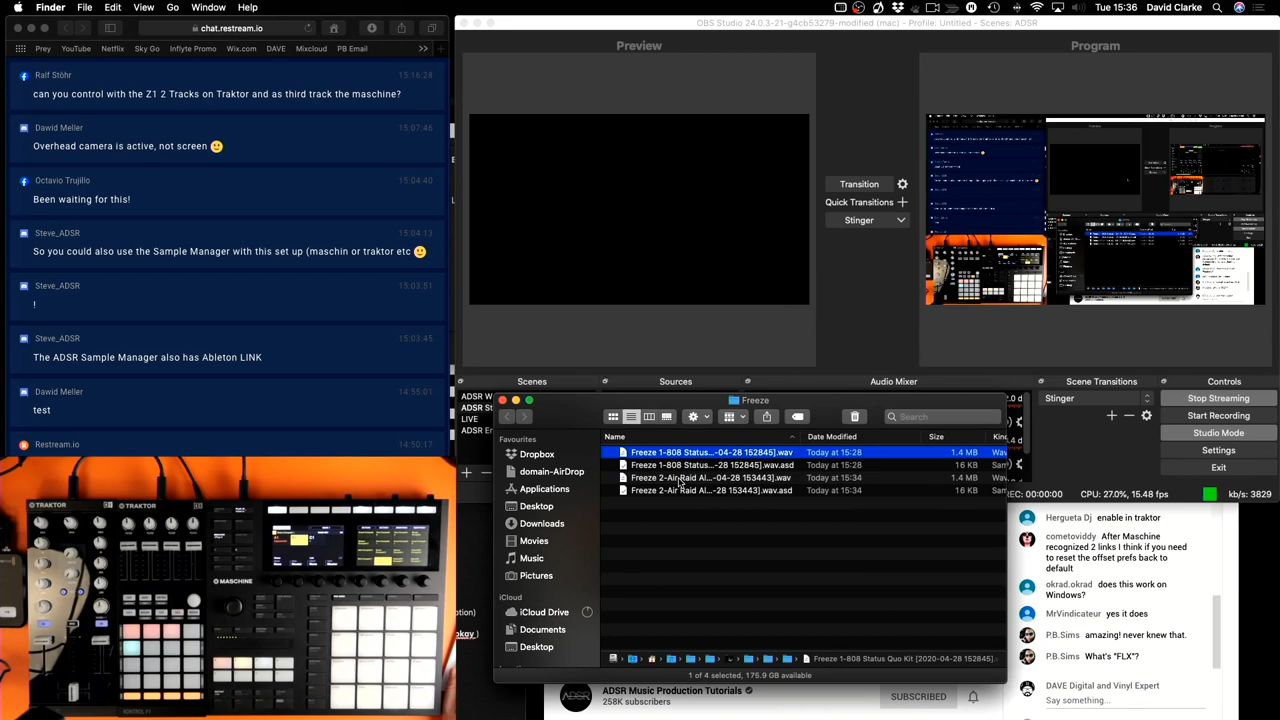 Finder File Edit View Go Window Help
Tue 15:36 David Clarke
chat.restream.io
OBS Studio 24.0.3-21-g4cb53279-modified (mac) - Profile: Untitled - Scenes: ADSR
Prey YouTube Netflix Sky Go Inflyte Promo Wix.com DAVE Mixcloud PB Email
Ralf Stöhr 15:16:28
can you control with the Z1 2 Tracks on Traktor and as third track the maschine?
Dawid Meller 15:07:46
Overhead camera is active, not screen 🙂
Octavio Trujillo 15:04:40
Been waiting for this!
Steve_ADSR
So you could also use the Sample Manager with this set up
Steve_ADSR 15:03:51
!
Steve_ADSR 15:03:45
The ADSR Sample Manager also has Ableton LINK
Dawid Meller 14:55:01
test
Restream.io 14:50:17
Preview
Program
Transition
Quick Transitions
Stinger
Scenes Sources Audio Mixer Scene Transitions Controls
ADSR W
ADSR St
LIVE
ADSR En
Stinger
Stop Streaming
Start Recording
Studio Mode
Settings
Exit
REC: 00:00:00 CPU: 27.0%, 15.48 fps kb/s: 3829
Freeze
Search
Favourites
Dropbox
domain-AirDrop
Applications
Desktop
Downloads
Movies
Music
Pictures
iCloud
iCloud Drive
Documents
Desktop
Name Date Modified Size Kind
Freeze 1-808 Status...-04-28 152845].wav Today at 15:28 1.4 MB
Freeze 1-808 Status...28 152845].wav.asd Today at 15:28 16 KB
Freeze 2-Air Raid Al...-04-28 153443].wav Today at 15:34 1.4 MB
Freeze 2-Air Raid Al...28 153443].wav.asd Today at 15:34 16 KB
Freeze 1-808 Status Quo Kit [2020-04-28 152845].
1 of 4 selected, 175.9 GB available
Hergueta Dj enable in traktor
cometoviddy After Maschine
recognized 2 links I think if you need
to reset the offset prefs back to
default
okrad.okrad does this work on
Windows?
MrVindicateur yes it does
P.B.Sims amazing! never knew that.
P.B.Sims What's "FLX"?
DAVE Digital and Vinyl Expert
Say something...
ADSR Music Production Tutorials
258K subscribers
SUBSCRIBED
MASCHINE
KONTROL F1